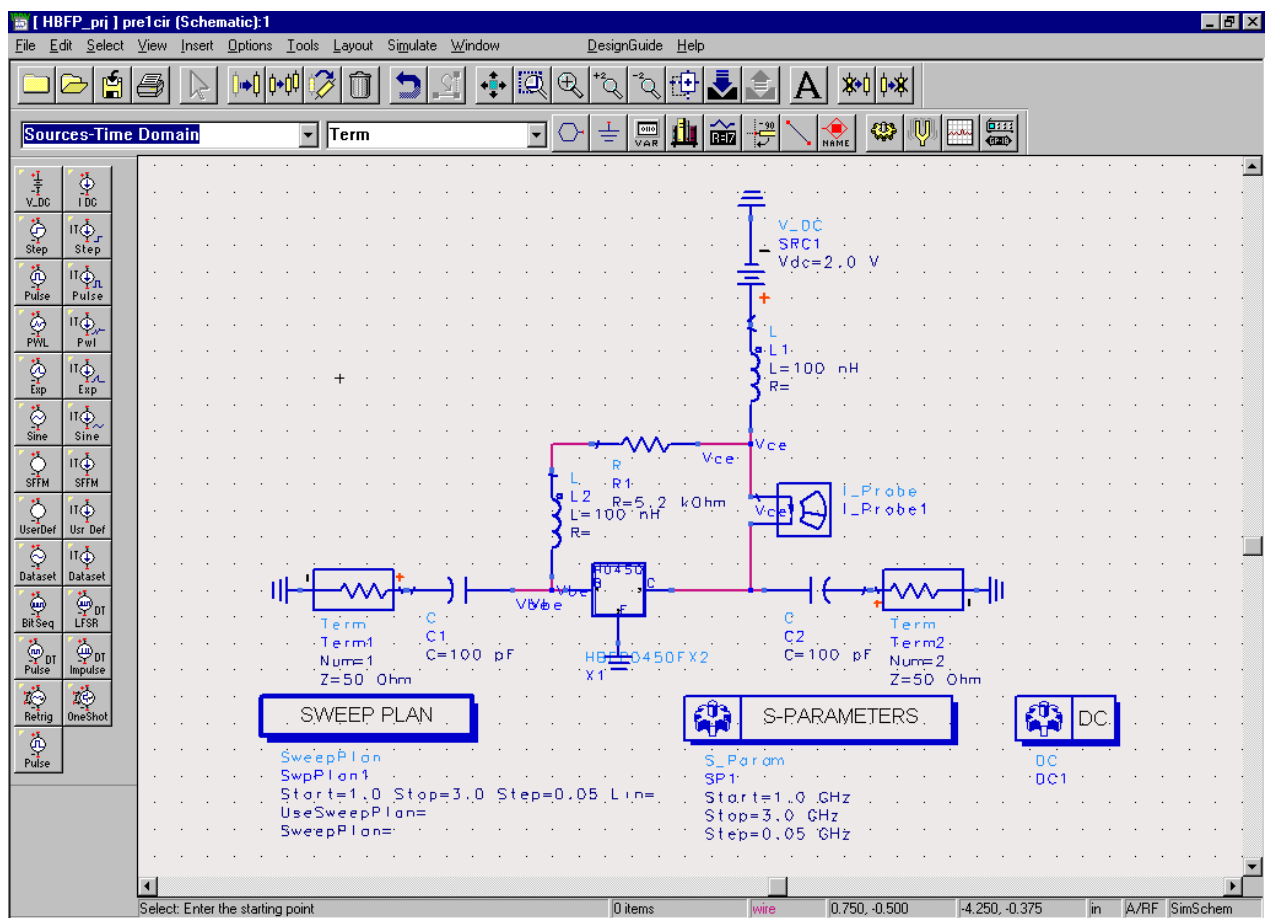 [ HBFP_prj ] pre1cir (Schematic):1
File Edit Select View Insert Options Tools Layout Simulate Window DesignGuide Help
+2 -2 A
Sources-Time Domain Term VAR -90 NAME
V_DC I DC
Step Step
Pulse Pulse
PWL Pwl
Exp Exp
Sine Sine
SFFM SFFM
UserDef Usr Def
Dataset Dataset
BitSeq LFSR
Pulse Impulse
Retrig OneShot
Pulse
V_DC
SRC1
Vdc=2.0 V
L
L1
L=100 nH
R=
Vce
R
R1
R=5.2 kOhm
Vce
L
L2
L=100 nH
R=
Vce
I_Probe
I_Probe1
Term
Term1
Num=1
Z=50 Ohm
C
C1
C=100 pF
Vbe
B C
E
HBFP0450FX2
X1
C
C2
C=100 pF
Term
Term2
Num=2
Z=50 Ohm
SWEEP PLAN
SweepPlan
SwpPlan1
Start=1.0 Stop=3.0 Step=0.05 Lin=
UseSweepPlan=
SweepPlan=
S-PARAMETERS
S_Param
SP1
Start=1.0 GHz
Stop=3.0 GHz
Step=0.05 GHz
DC
DC
DC1
Select: Enter the starting point 0 items wire 0.750, -0.500 -4.250, -0.375 in A/RF SimSchem